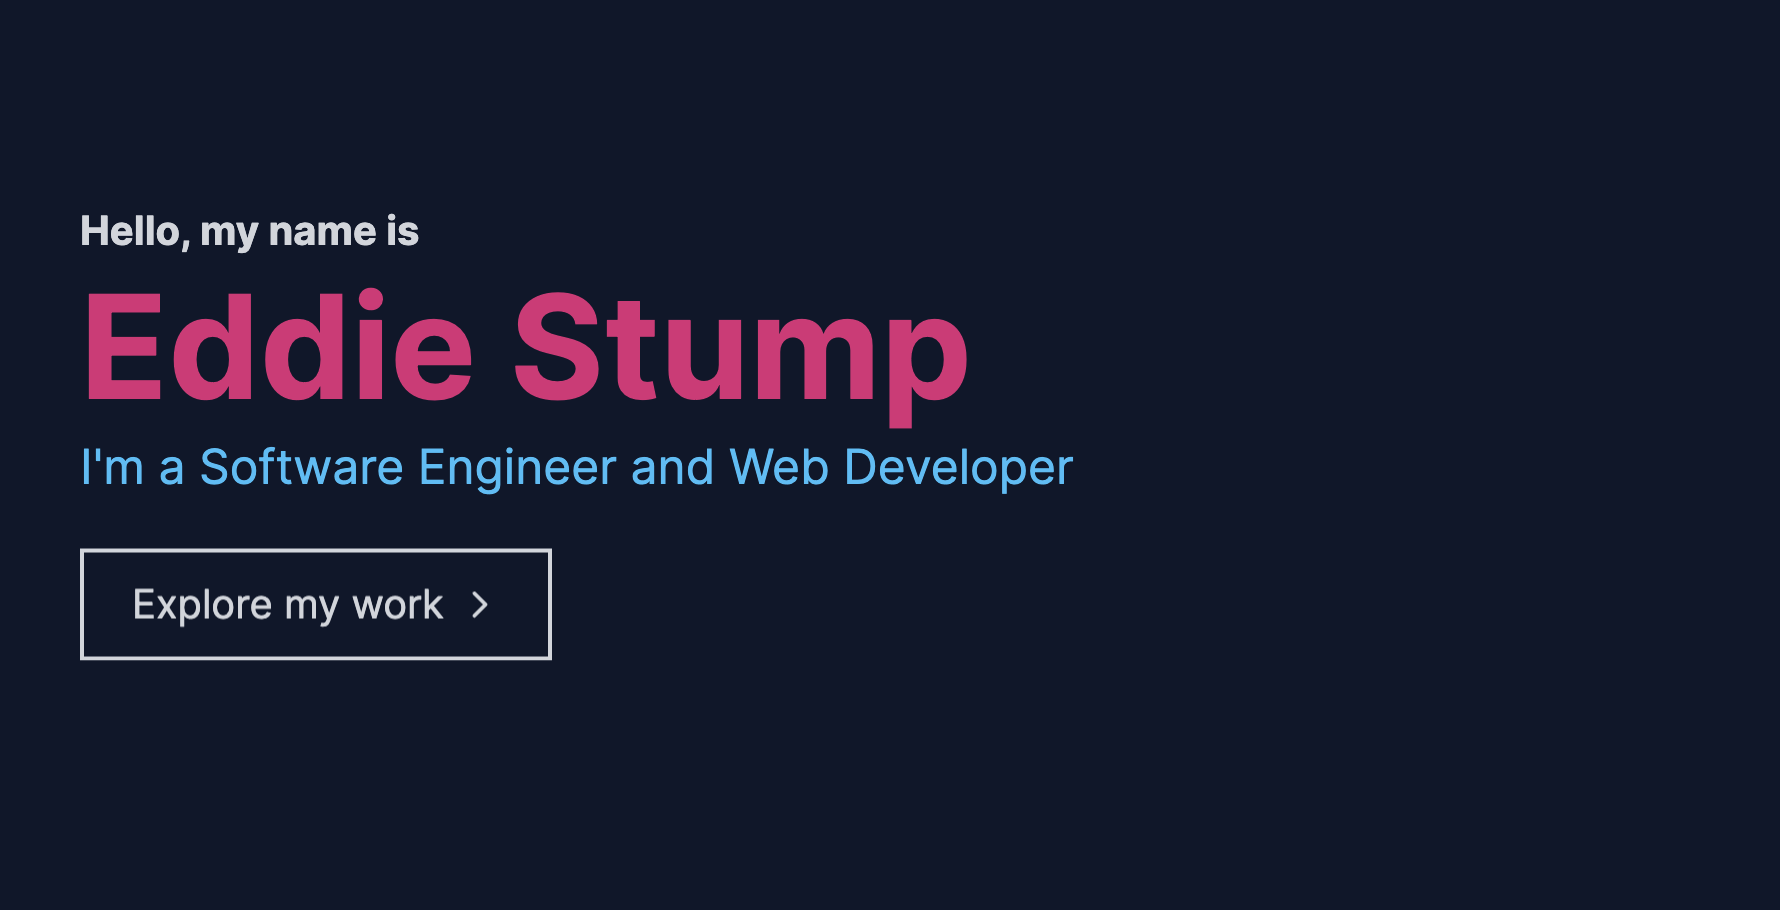 Hello, my name is
Eddie Stump
I'm a Software Engineer and Web Developer
Explore my work